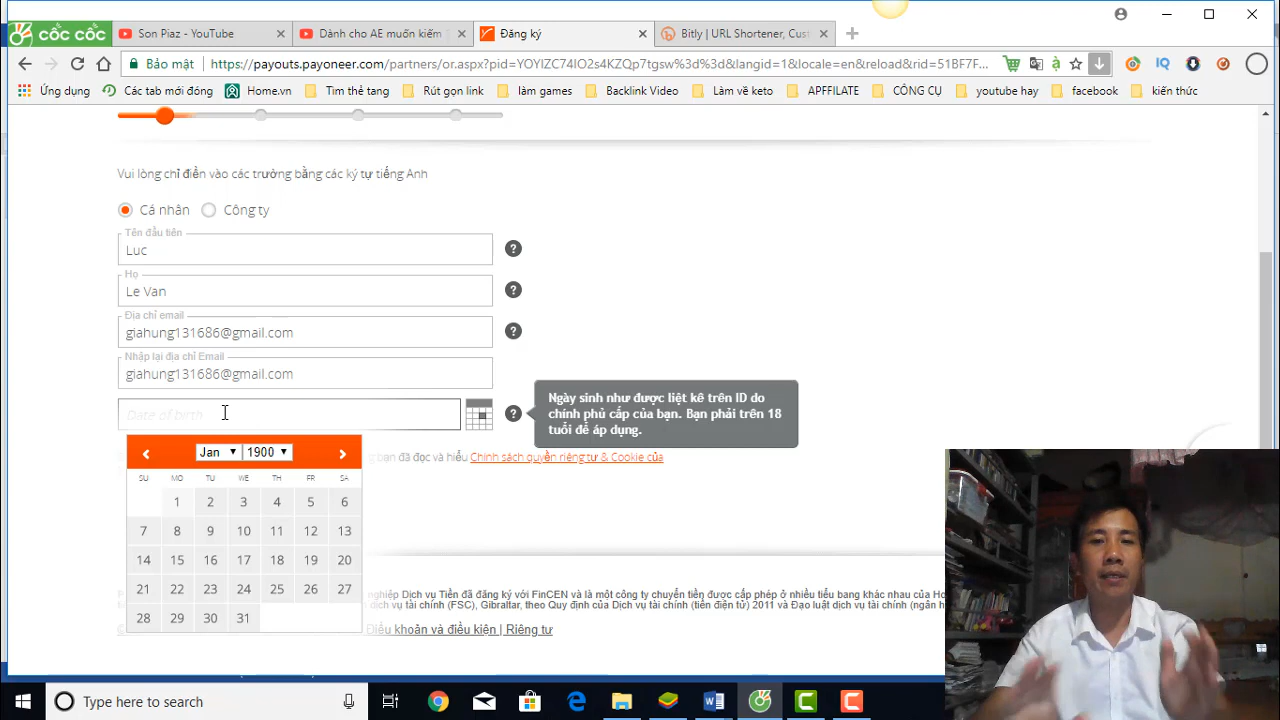 cốc cốc
Son Piaz - YouTube
Dành cho AE muốn kiếm
Đăng ký
Bitly | URL Shortener, Cust
Bảo mật
https://payouts.payoneer.com/partners/or.aspx?pid=YOYIZC74IO2s4KZQp7tgsw%3d%3d&langid=1&locale=en&reload&rid=51BF7F...
Ứng dụng
Các tab mới đóng
Home.vn
Tim thẻ tang
Rút gọn link
làm games
Backlink Video
Làm về keto
APFFILATE
CÔNG CỤ
youtube hay
facebook
kiến thức
Vui lòng chỉ điền vào các trường bằng các ký tự tiếng Anh
Cá nhân
Công ty
Tên đầu tiên
Luc
?
Họ
Le Van
?
Địa chỉ email
giahung131686@gmail.com
?
Nhập lại địa chỉ Email
giahung131686@gmail.com
Date of birth
?
Ngày sinh như được liệt kê trên ID do
chính phủ cấp của bạn. Bạn phải trên 18
tuổi để áp dụng.
bạn đã đọc và hiểu Chính sách quyền riêng tư & Cookie của
Jan 1900
SU MO TU WE TH FR SA
1 2 3 4 5 6
7 8 9 10 11 12 13
14 15 16 17 18 19 20
21 22 23 24 25 26 27
28 29 30 31
nghiệp Dịch vụ Tiền đã đăng ký với FinCEN và là một công ty chuyển tiền được cấp phép ở nhiều tiểu bang khác nhau của Hoa
dịch vụ tài chính (FSC), Gibraltar, theo Quy định của Dịch vụ tài chính (tiền điện tử) 2011 và Đạo luật dịch vụ tài chính (ngân h
Điều khoản và điều kiện | Riêng tư
Type here to search